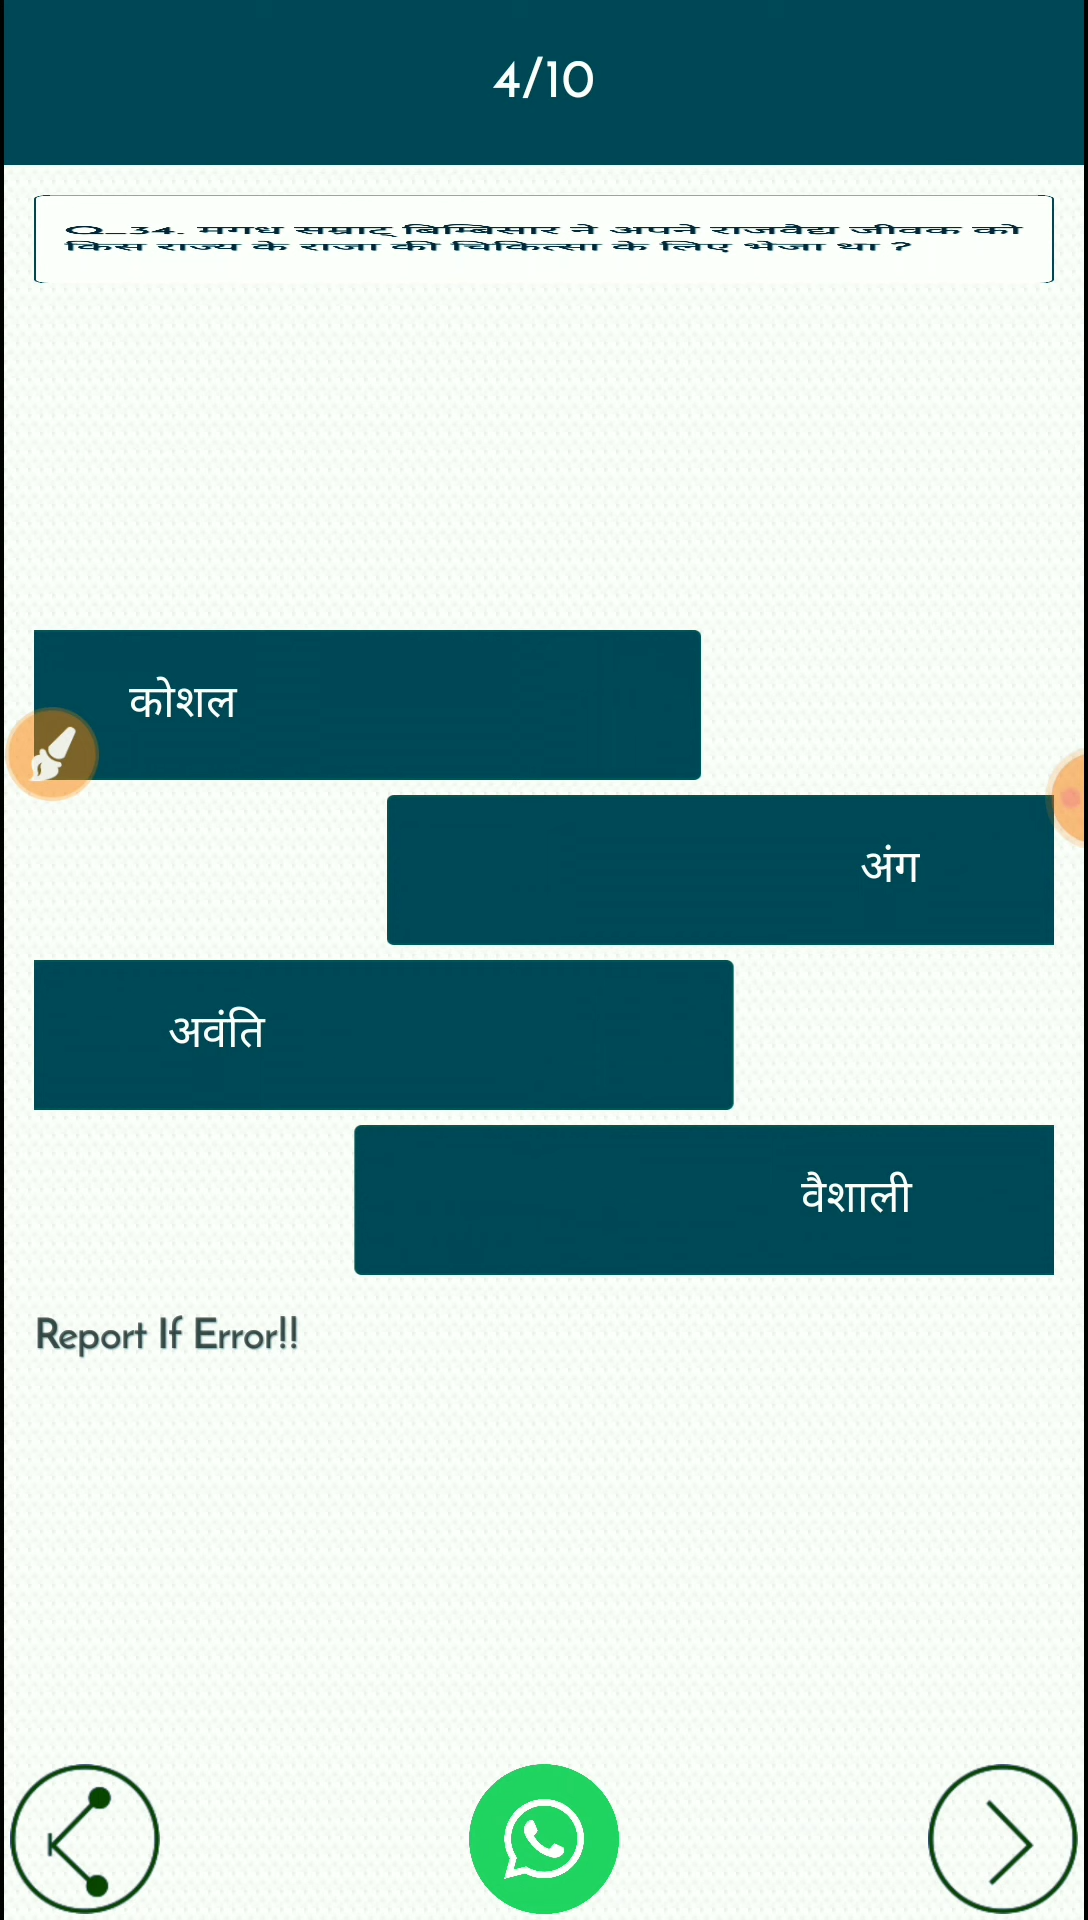 4/10
Q_34. मगध सम्राट् बिम्बिसार ने अपने राजवैद्य जीवक को
किस राज्य के राजा की चिकित्सा के लिए भेजा था ?
कोशल
अंग
अवंति
वैशाली
Report If Error!!